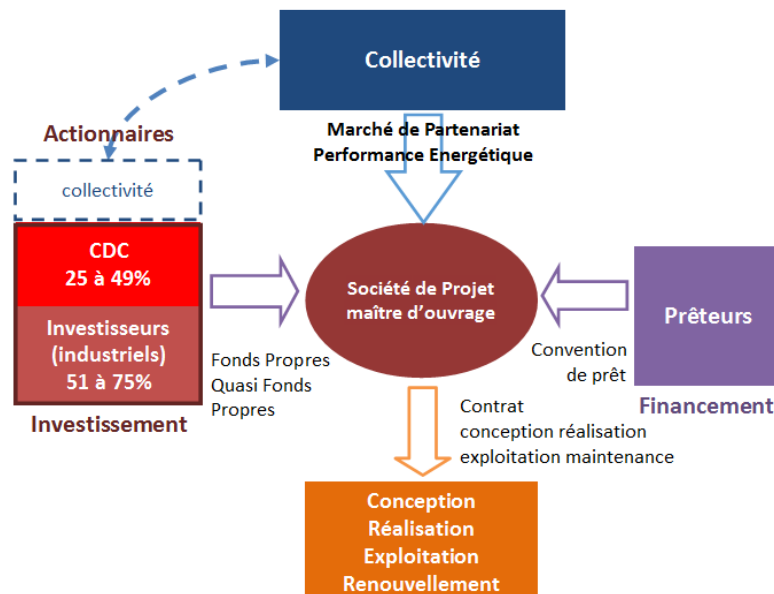 Collectivité
Marché de Partenariat
Performance Energétique
Actionnaires
collectivité
CDC
25 à 49%
Investisseurs
(industriels)
51 à 75%
Investissement
Fonds Propres
Quasi Fonds
Propres
Société de Projet
maître d’ouvrage
Convention
de prêt
Prêteurs
Financement
Contrat
conception réalisation
exploitation maintenance
Conception
Réalisation
Exploitation
Renouvellement